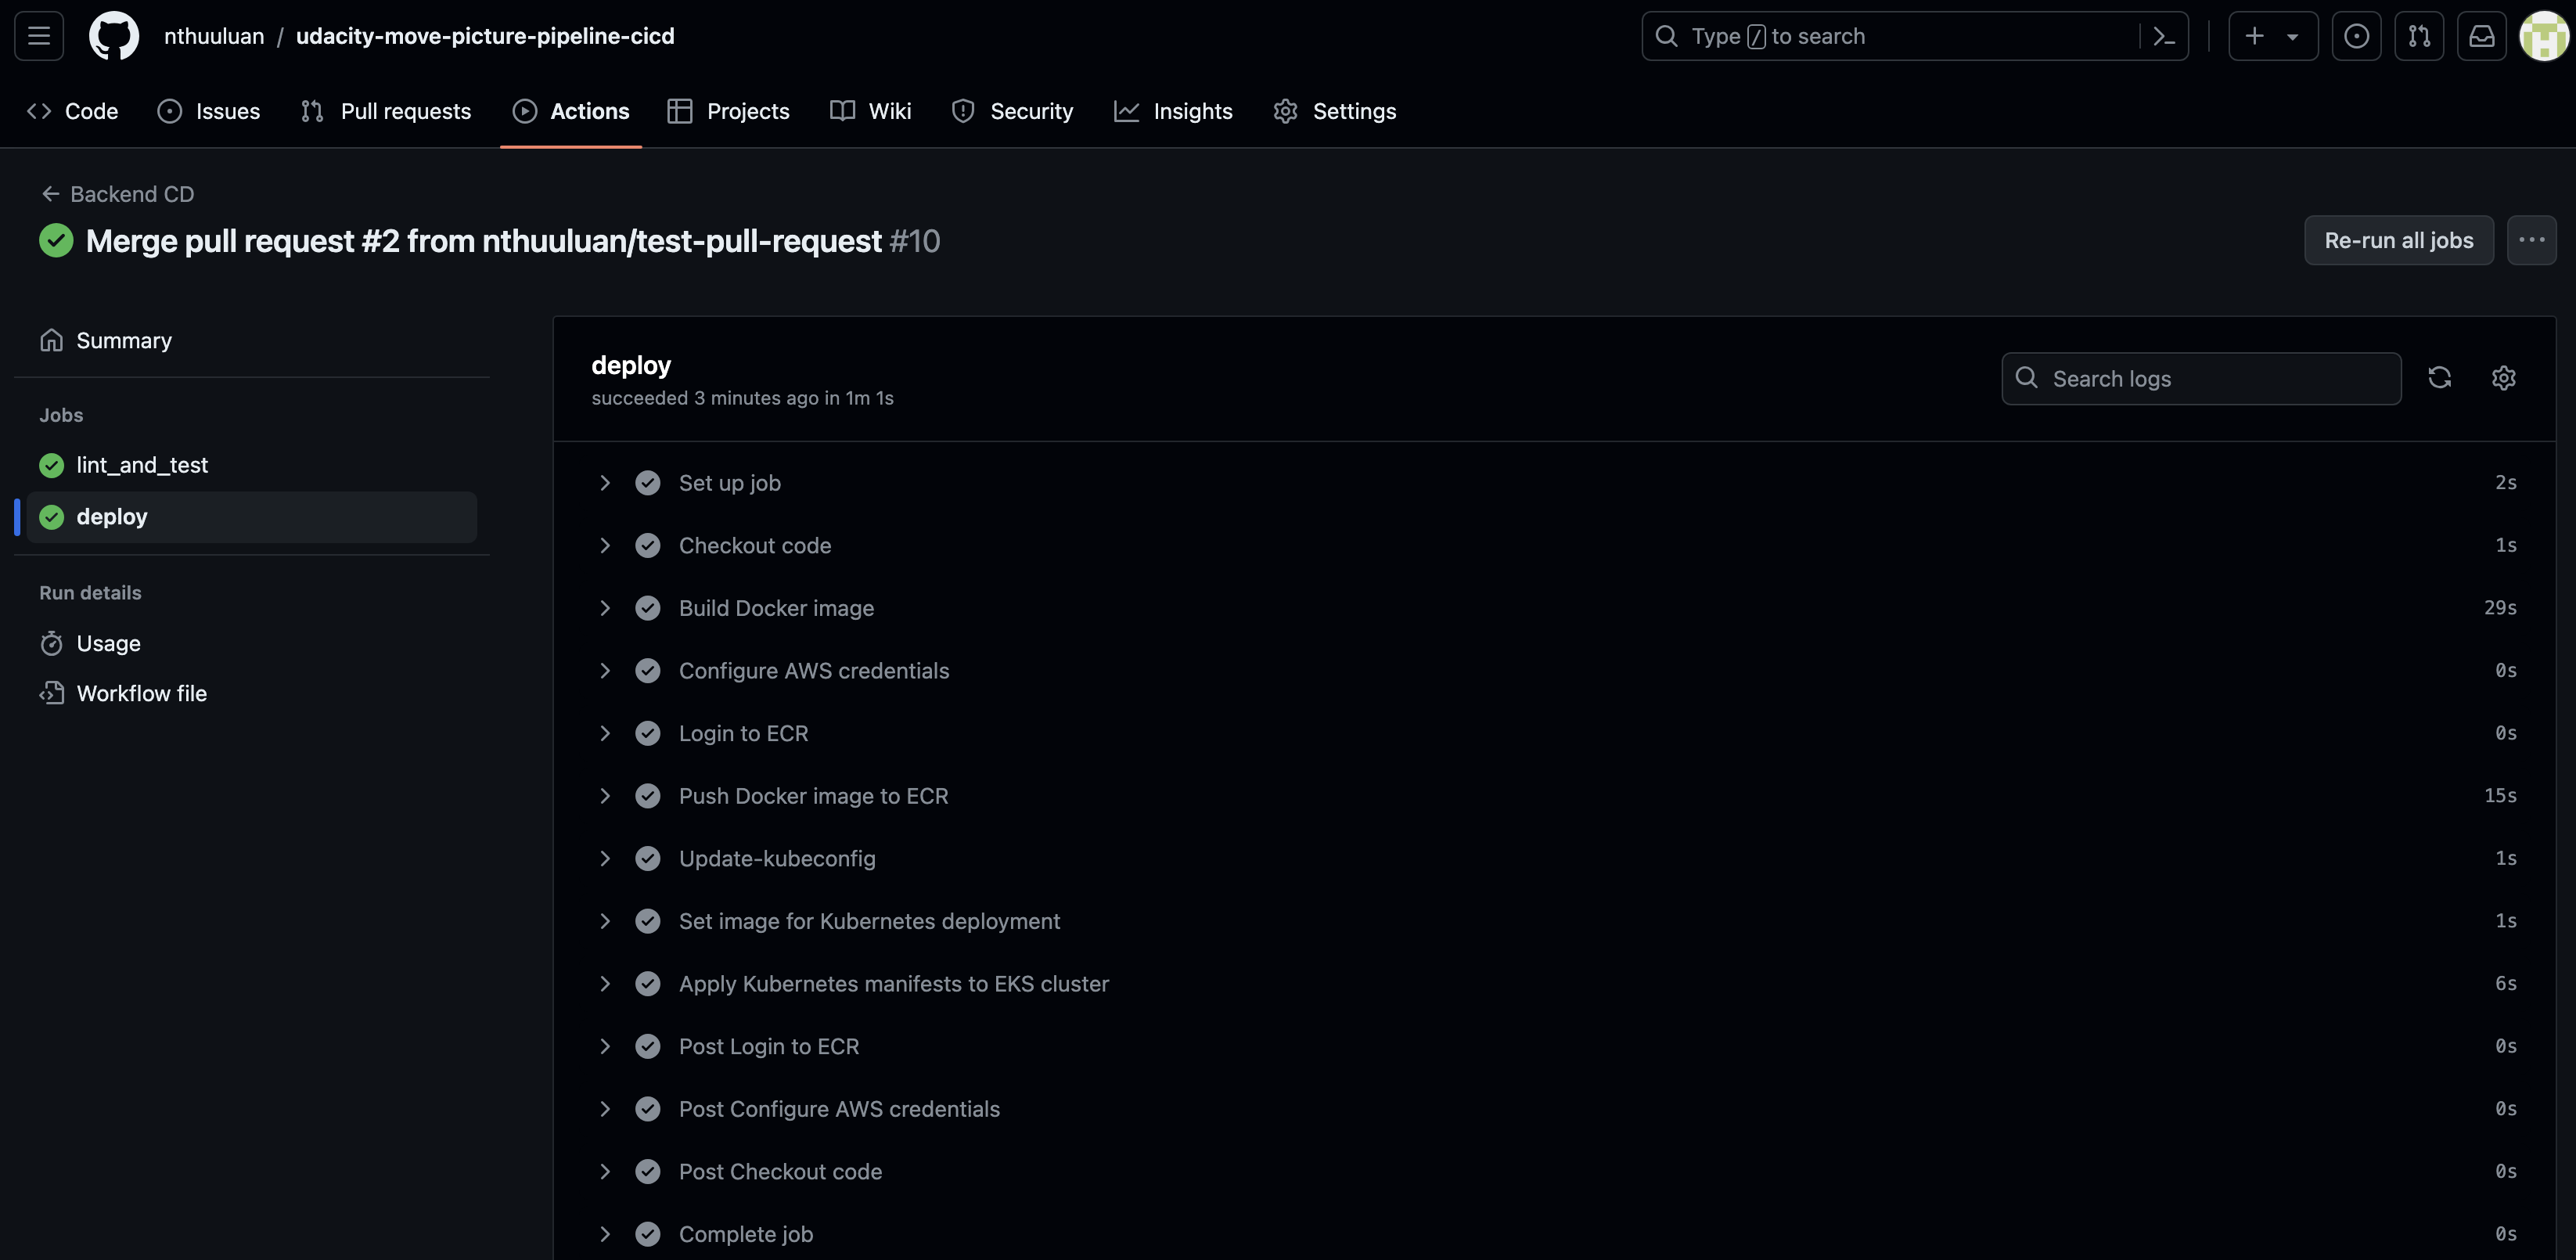 nthuuluan / udacity-move-picture-pipeline-cicd
Type / to search
Code Issues Pull requests Actions Projects Wiki Security Insights Settings
Backend CD
Merge pull request #2 from nthuuluan/test-pull-request #10
Re-run all jobs
Summary
Jobs
lint_and_test
deploy
Run details
Usage
Workflow file
deploy
succeeded 3 minutes ago in 1m 1s
Search logs
Set up job 2s
Checkout code 1s
Build Docker image 29s
Configure AWS credentials 0s
Login to ECR 0s
Push Docker image to ECR 15s
Update-kubeconfig 1s
Set image for Kubernetes deployment 1s
Apply Kubernetes manifests to EKS cluster 6s
Post Login to ECR 0s
Post Configure AWS credentials 0s
Post Checkout code 0s
Complete job 0s